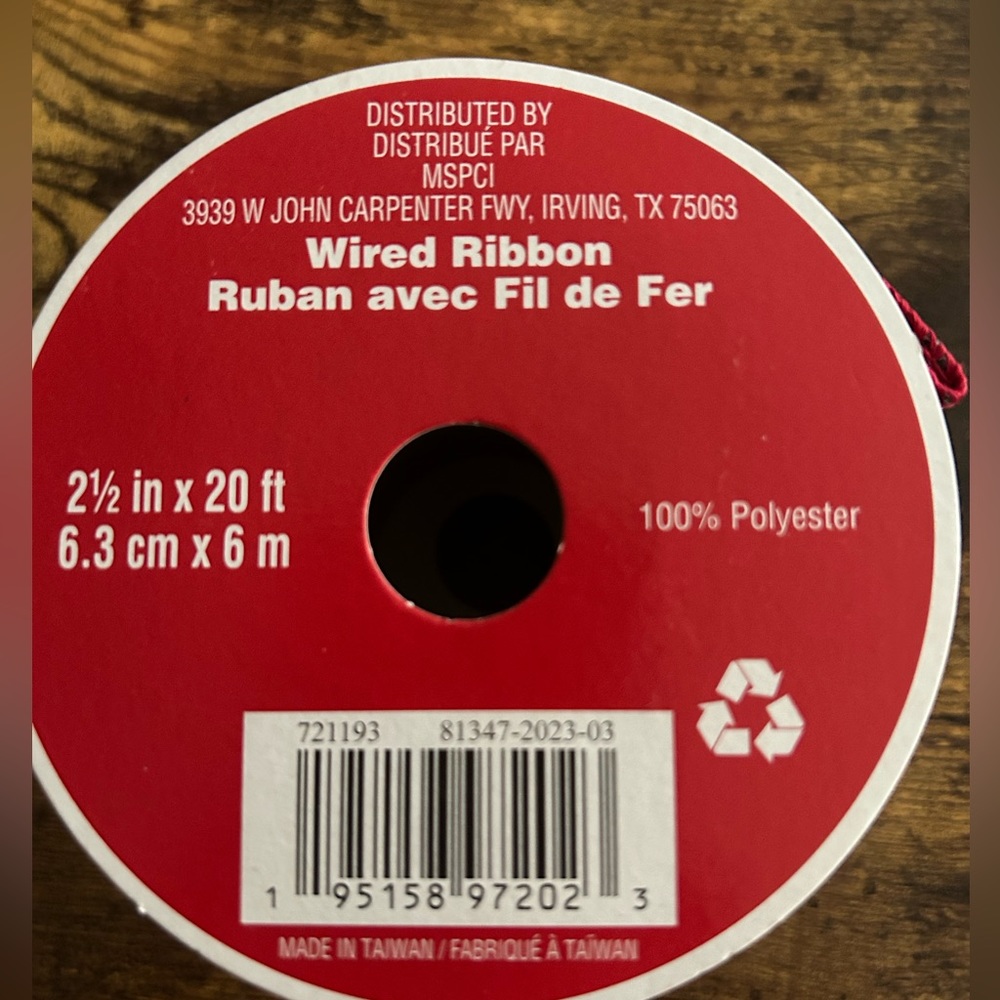 DISTRIBUTED BY
DISTRIBUÉ PAR
MSPCI
3939 W JOHN CARPENTER FWY, IRVING, TX 75063
Wired Ribbon
Ruban avec Fil de Fer
2½ in x 20 ft
6.3 cm x 6 m
100% Polyester
721193 81347-2023-03
1 95158 97202 3
MADE IN TAIWAN / FABRIQUÉ À TAÏWAN